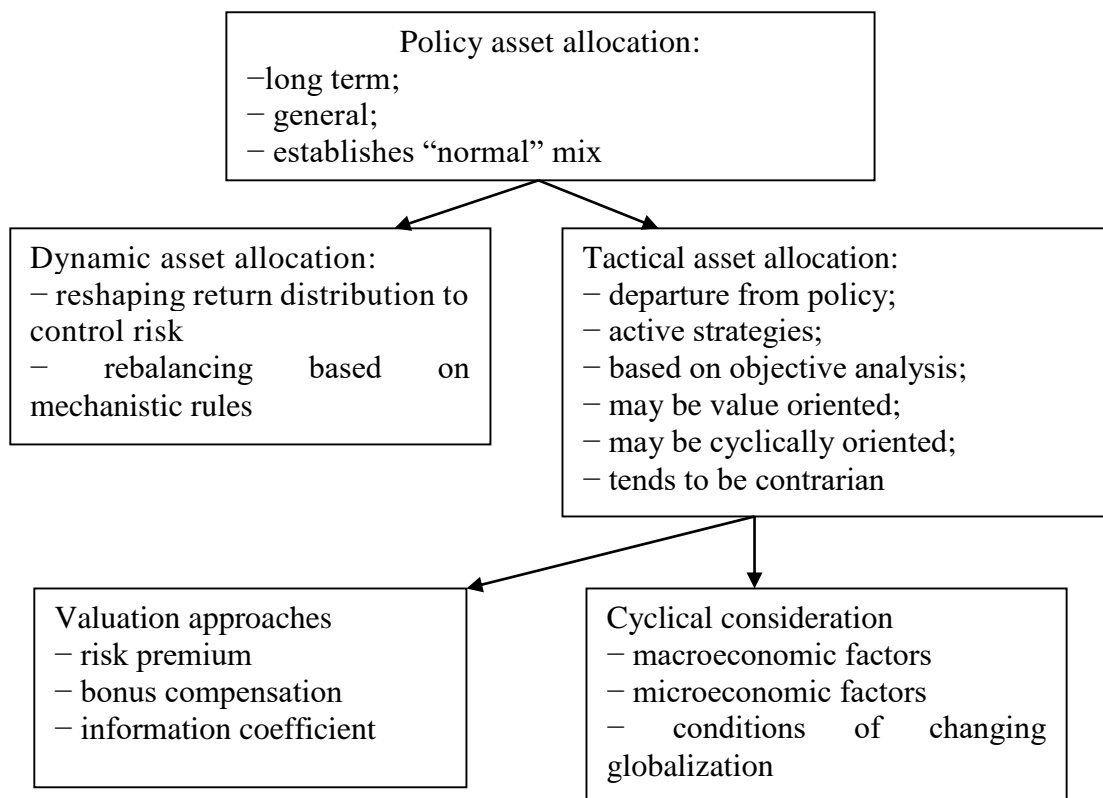 Policy asset allocation:
−long term;
− general;
− establishes “normal” mix
Dynamic asset allocation:
− reshaping return distribution to
control risk
− rebalancing based on
mechanistic rules
Tactical asset allocation:
− departure from policy;
− active strategies;
− based on objective analysis;
− may be value oriented;
− may be cyclically oriented;
− tends to be contrarian
Valuation approaches
− risk premium
− bonus compensation
− information coefficient
Cyclical consideration
− macroeconomic factors
− microeconomic factors
− conditions of changing
globalization